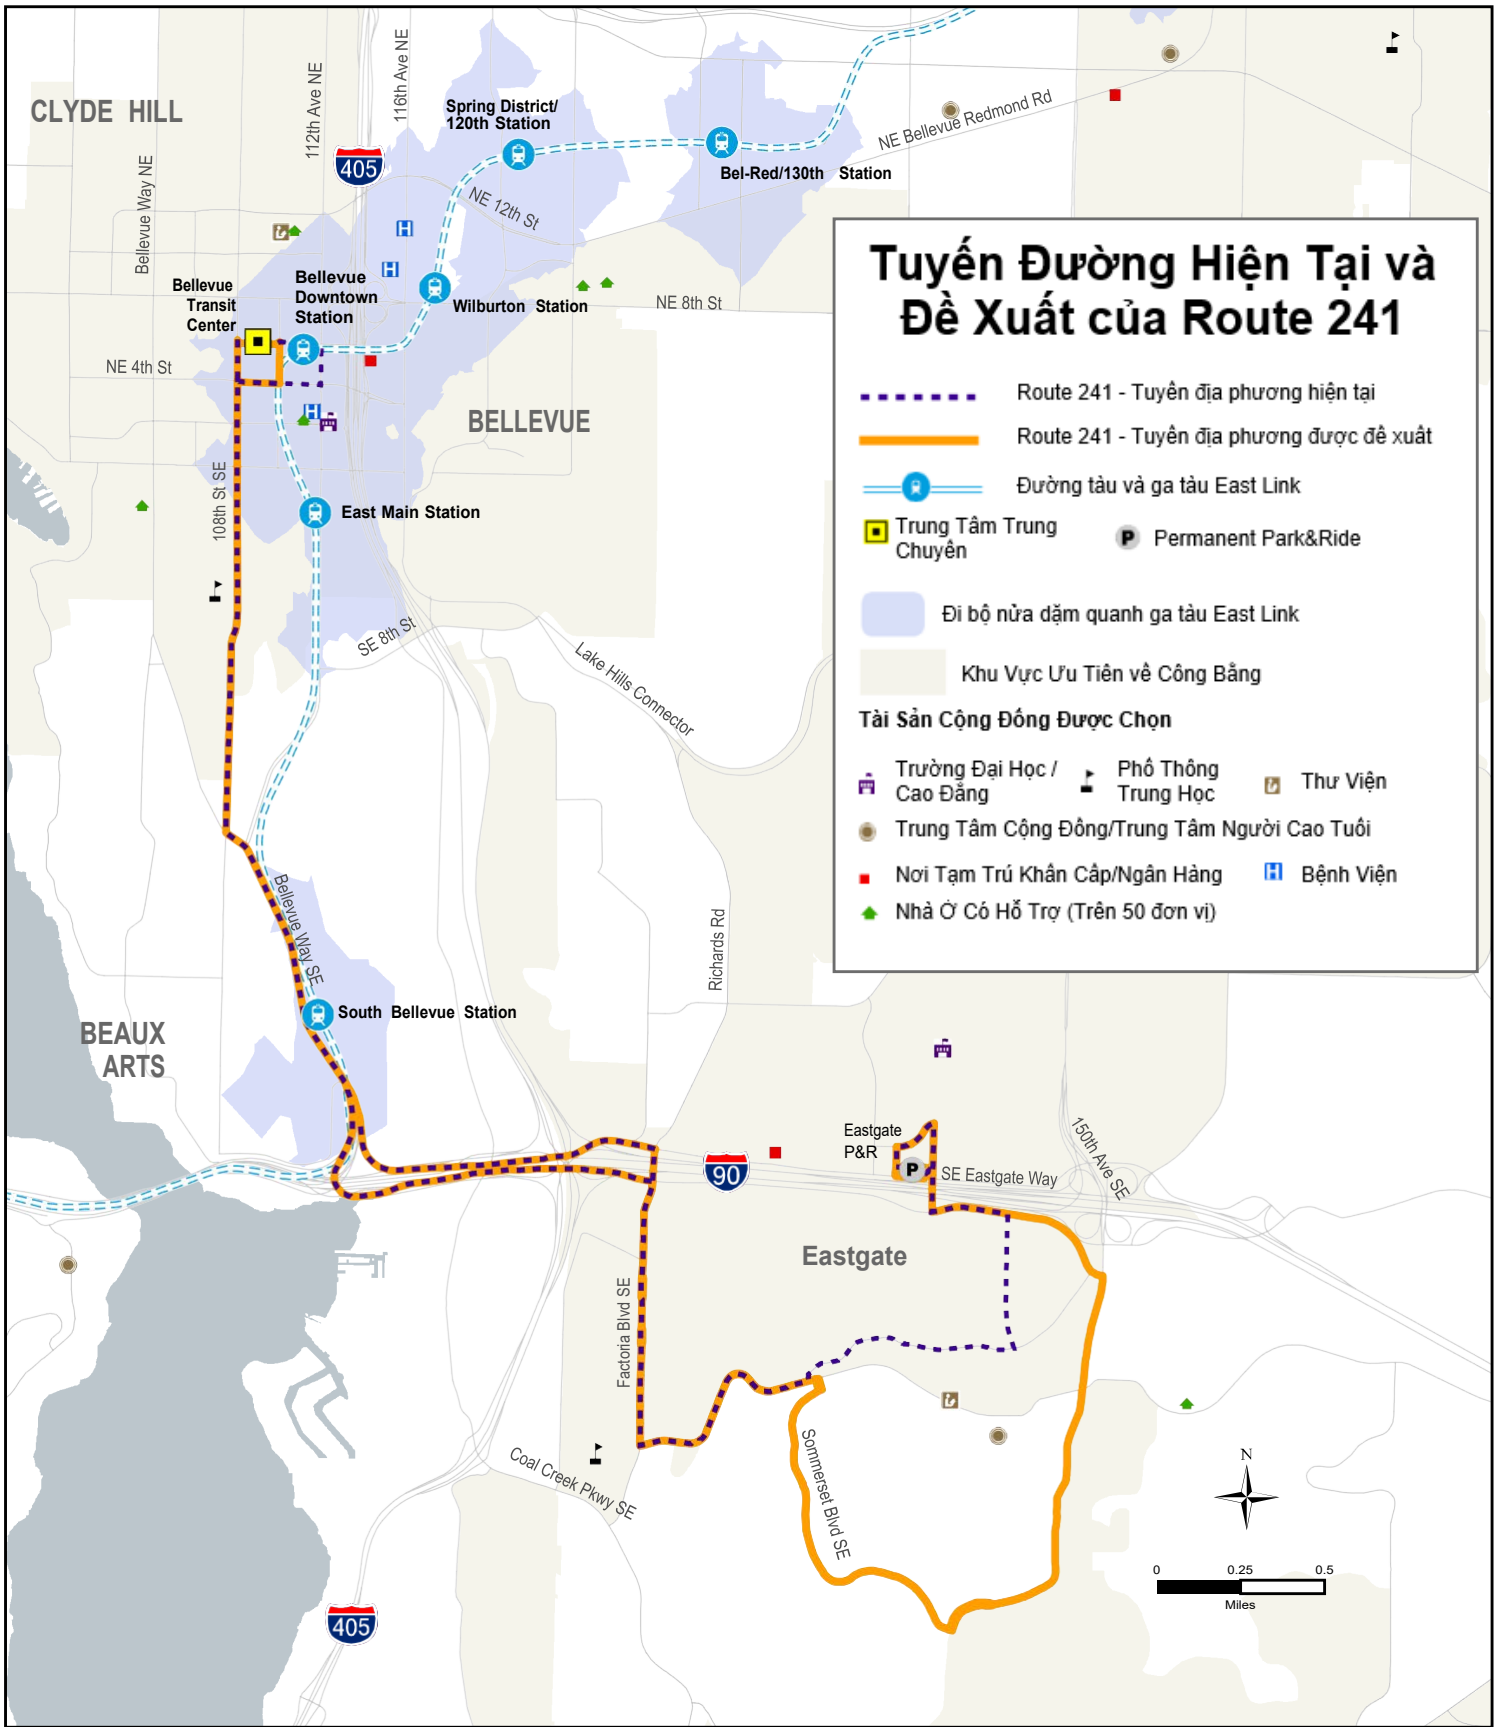 CLYDE HILL
Bellevue Way NE
112th Ave NE
116th Ave NE
405
Spring District/
120th Station
NE Bellevue Redmond Rd
Bel-Red/130th Station
NE 12th St
Bellevue
Transit
Center
Bellevue
Downtown
Station
Wilburton Station
NE 8th St
NE 4th St
BELLEVUE
108th St SE
East Main Station
SE 8th St
Lake Hills Connector
Tuyến Đường Hiện Tại và
Đề Xuất của Route 241
Route 241 - Tuyến địa phương hiện tại
Route 241 - Tuyến địa phương được đề xuất
Đường tàu và ga tàu East Link
Trung Tâm Trung
Chuyển
P Permanent Park&Ride
Đi bộ nửa dặm quanh ga tàu East Link
Khu Vực Ưu Tiên về Công Bằng
Tài Sản Cộng Đồng Được Chọn
Trường Đại Học /
Cao Đẳng
Phổ Thông
Trung Học
Thư Viện
Trung Tâm Cộng Đồng/Trung Tâm Người Cao Tuổi
Nơi Tạm Trú Khẩn Cấp/Ngân Hàng
H Bệnh Viện
Nhà Ở Có Hỗ Trợ (Trên 50 đơn vị)
Bellevue Way SE
Richards Rd
South Bellevue Station
BEAUX
ARTS
Eastgate
P&R
P
90
SE Eastgate Way
150th Ave SE
Eastgate
Factoria Blvd SE
Sommerset Blvd SE
Coal Creek Pkwy SE
N
0 0.25 0.5
Miles
405